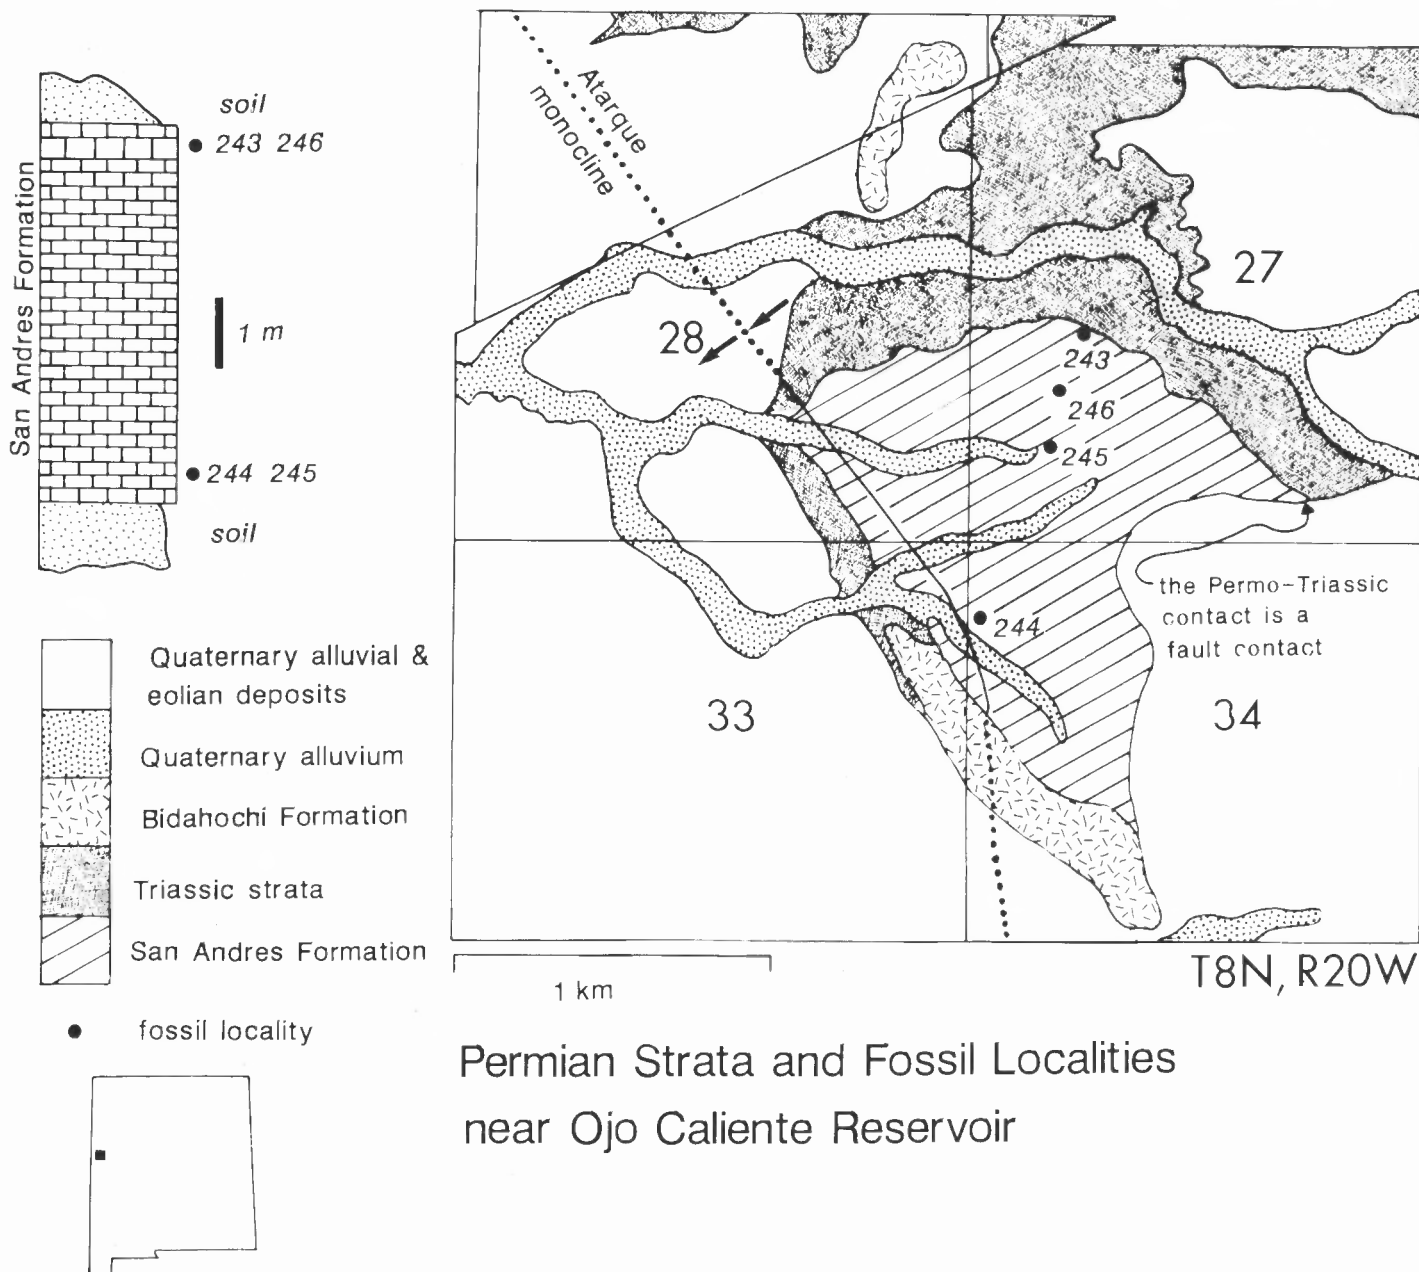 soil
243 246
San Andres Formation
1 m
244 245
soil
Atarque
monocline
27
28
243
246
245
244
the Permo-Triassic
contact is a
fault contact
33
34
Quaternary alluvial &
eolian deposits
Quaternary alluvium
Bidahochi Formation
Triassic strata
San Andres Formation
fossil locality
1 km
T8N, R20W
Permian Strata and Fossil Localities
near Ojo Caliente Reservoir